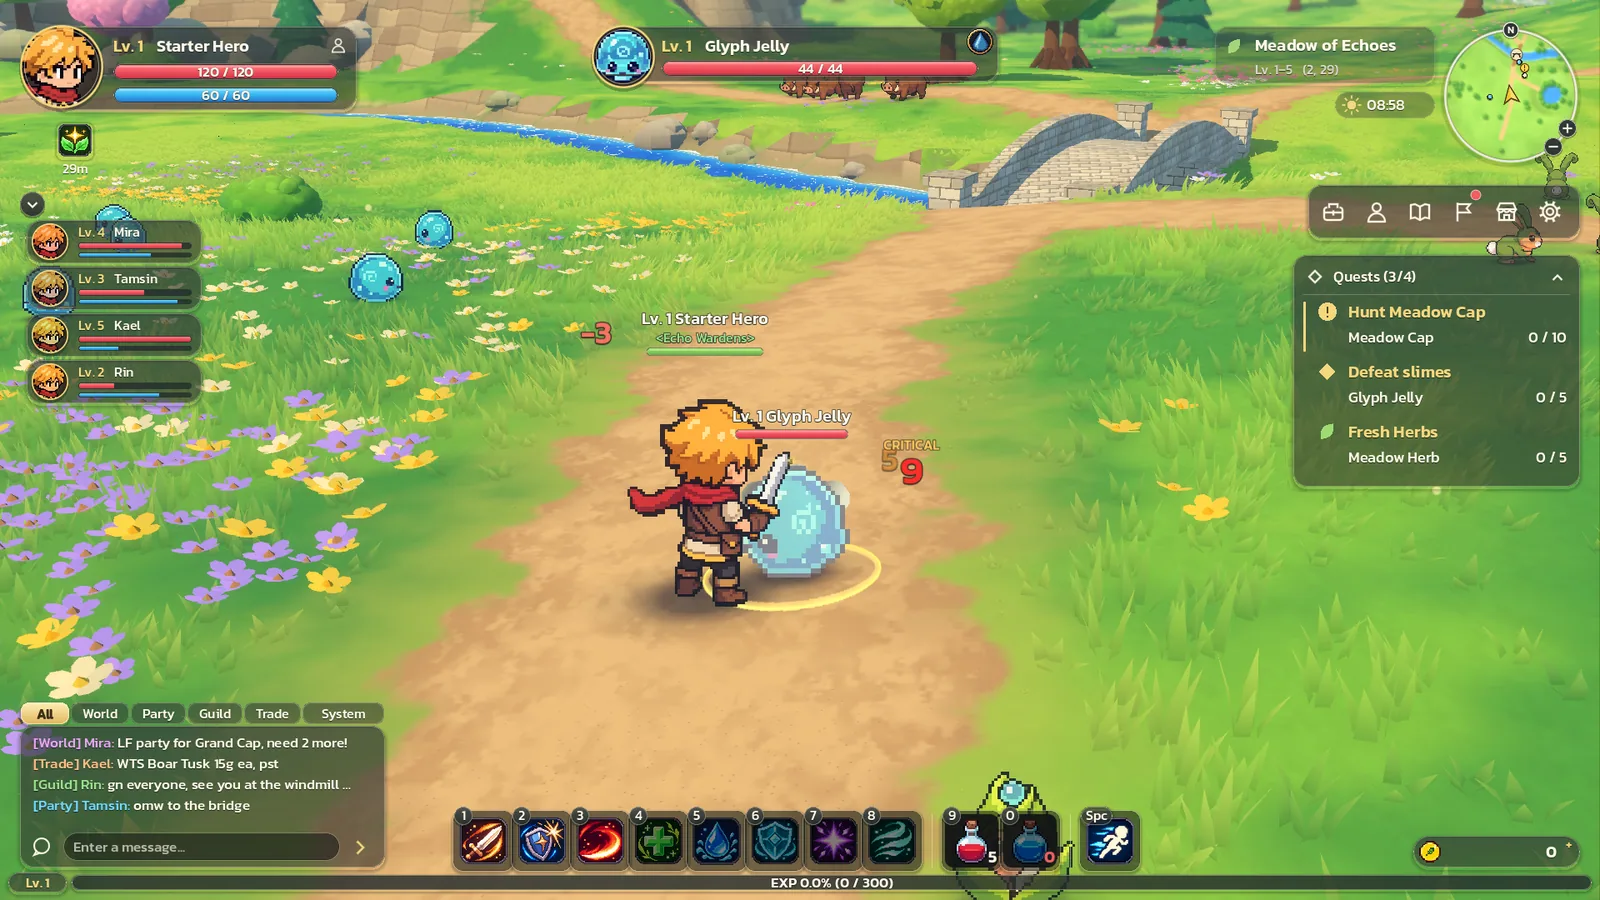 Lv. 1 Starter Hero
120 / 120
60 / 60
29m
Lv. 1 Glyph Jelly
44 / 44
Meadow of Echoes
Lv. 1–5 (2, 29)
08:58
N
Lv. 4 Mira
Lv. 3 Tamsin
Lv. 5 Kael
Lv. 2 Rin
Quests (3/4)
Hunt Meadow Cap
Meadow Cap 0 / 10
Defeat slimes
Glyph Jelly 0 / 5
Fresh Herbs
Meadow Herb 0 / 5
-3
Lv. 1 Starter Hero
<Echo Wardens>
Lv. 1 Glyph Jelly
CRITICAL
5
9
All World Party Guild Trade System
[World] Mira: LF party for Grand Cap, need 2 more!
[Trade] Kael: WTS Boar Tusk 15g ea, pst
[Guild] Rin: gn everyone, see you at the windmill ...
[Party] Tamsin: omw to the bridge
Enter a message...
1 2 3 4 5 6 7 8 9 0 Spc
5 0
0
Lv. 1
EXP 0.0% (0 / 300)